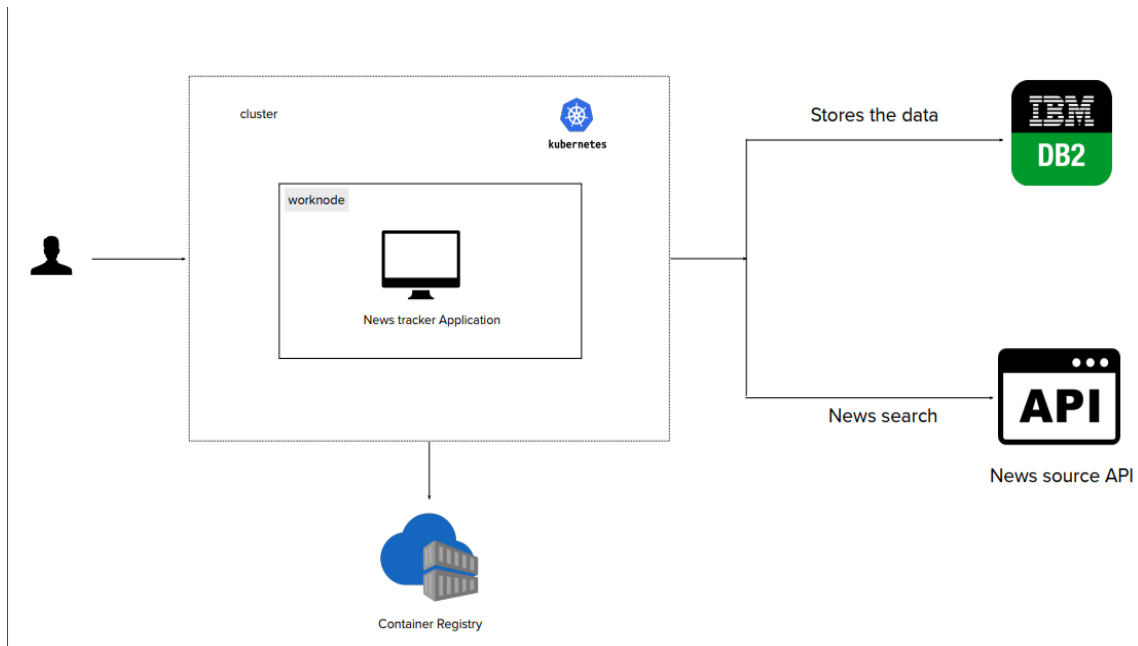 cluster
kubernetes
worknode
News tracker Application
Stores the data
IBM
DB2
News search
API
News source API
Container Registry